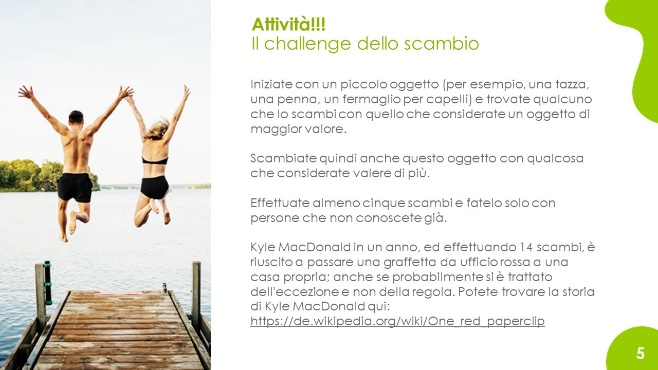 Attività!!!
Il challenge dello scambio
Iniziate con un piccolo oggetto (per esempio, una tazza,
una penna, un fermaglio per capelli) e trovate qualcuno
che lo scambi con quello che considerate un oggetto di
maggior valore.
Scambiate quindi anche questo oggetto con qualcosa
che considerate valere di più.
Effettuate almeno cinque scambi e fatelo solo con
persone che non conoscete già.
Kyle MacDonald in un anno, ed effettuando 14 scambi, è
riuscito a passare una graffetta da ufficio rossa a una
casa propria; anche se probabilmente si è trattato
dell'eccezione e non della regola. Potete trovare la storia
di Kyle MacDonald qui:
https://de.wikipedia.org/wiki/One_red_paperclip
5